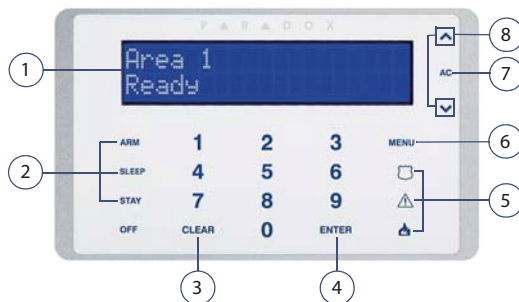 PARADOX
8
1
Area 1
Ready
AC
7
ARM 1 2 3 MENU
6
2
SLEEP 4 5 6
5
STAY 7 8 9
OFF CLEAR 0 ENTER
3 4